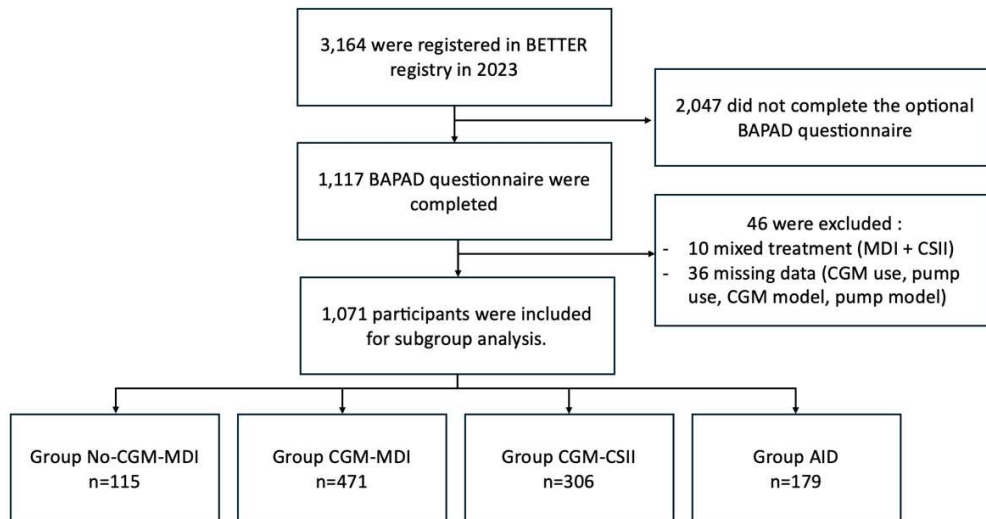 3,164 were registered in BETTER
registry in 2023
2,047 did not complete the optional
BAPAD questionnaire
1,117 BAPAD questionnaire were
completed
46 were excluded :
- 10 mixed treatment (MDI + CSII)
- 36 missing data (CGM use, pump
use, CGM model, pump model)
1,071 participants were included
for subgroup analysis.
Group No-CGM-MDI
n=115
Group CGM-MDI
n=471
Group CGM-CSII
n=306
Group AID
n=179